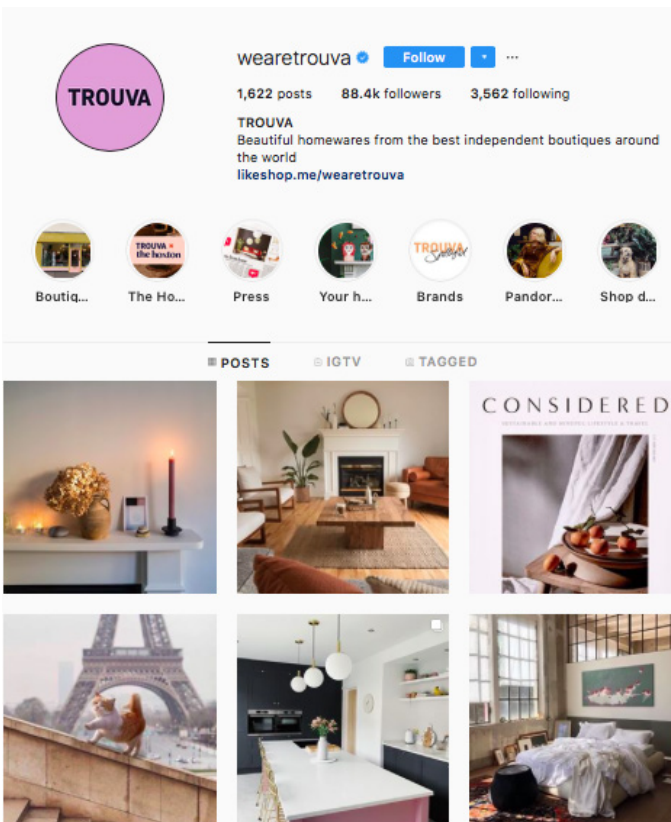 TROUVA
wearetrouva Follow ...
1,622 posts 88.4k followers 3,562 following
TROUVA
Beautiful homewares from the best independent boutiques around
the world
likeshop.me/wearetrouva
TROUVA
the hoxton
TROUVA
Boutiq... The Ho... Press Your h... Brands Pandor... Shop d...
POSTS IGTV TAGGED
CONSIDERED